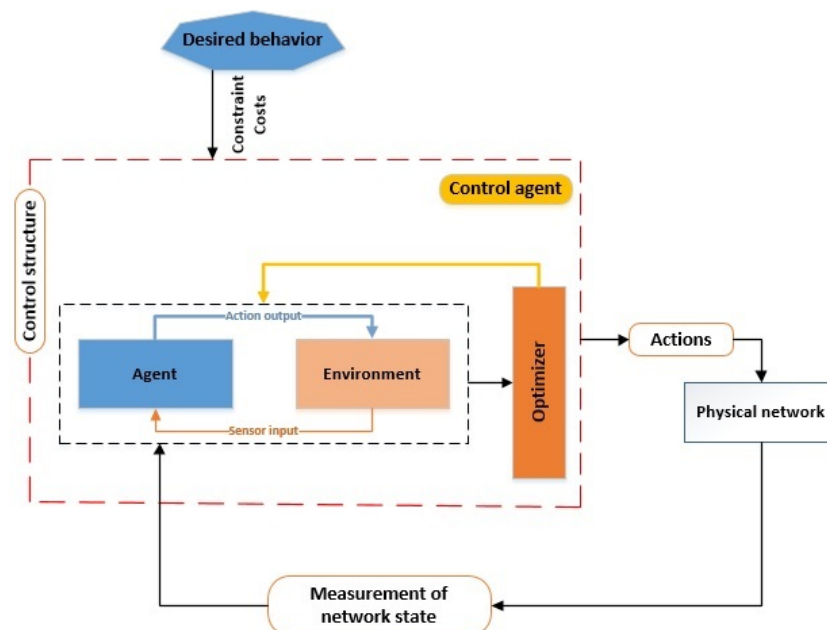 Desired behavior
Constraint
Costs
Control agent
Control structure
Action output
Agent
Environment
Sensor input
Optimizer
Actions
Physical network
Measurement of
network state